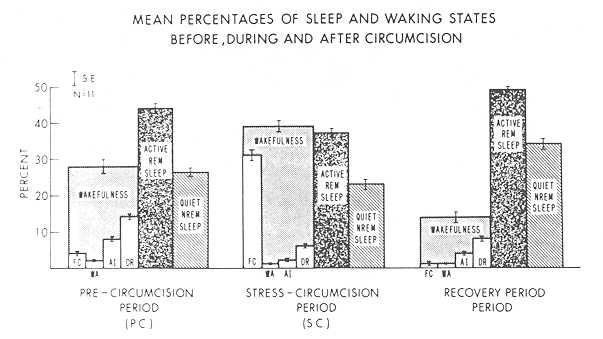 MEAN PERCENTAGES OF SLEEP AND WAKING STATES
BEFORE, DURING AND AFTER CIRCUMCISION
I SE
N=11
PERCENT
50
40
30
20
10
WAKEFULNESS
FC
WA
AI
DR
ACTIVE
REM
SLEEP
QUIET
NREM
SLEEP
PRE-CIRCUMCISION
PERIOD
(PC)
WAKEFULNESS
FC
WA
AI
DR
ACTIVE
REM
SLEEP
QUIET
NREM
SLEEP
STRESS-CIRCUMCISION
PERIOD
(SC)
WAKEFULNESS
FC
WA
AI
DR
ACTIVE
REM
SLEEP
QUIET
NREM
SLEEP
RECOVERY PERIOD
PERIOD